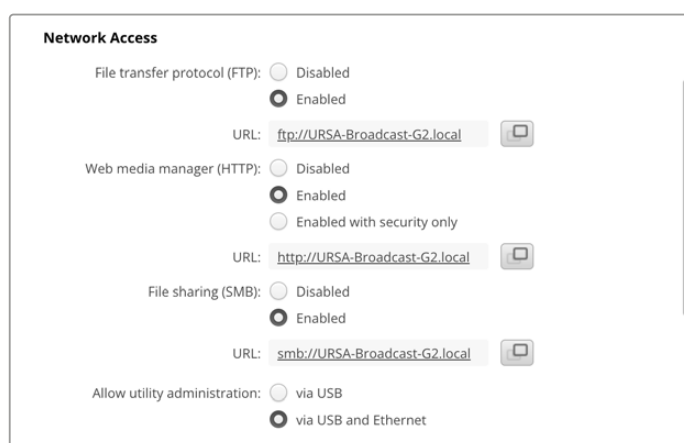 Network Access
File transfer protocol (FTP): Disabled
Enabled
URL: ftp://URSA-Broadcast-G2.local
Web media manager (HTTP): Disabled
Enabled
Enabled with security only
URL: http://URSA-Broadcast-G2.local
File sharing (SMB): Disabled
Enabled
URL: smb://URSA-Broadcast-G2.local
Allow utility administration: via USB
via USB and Ethernet